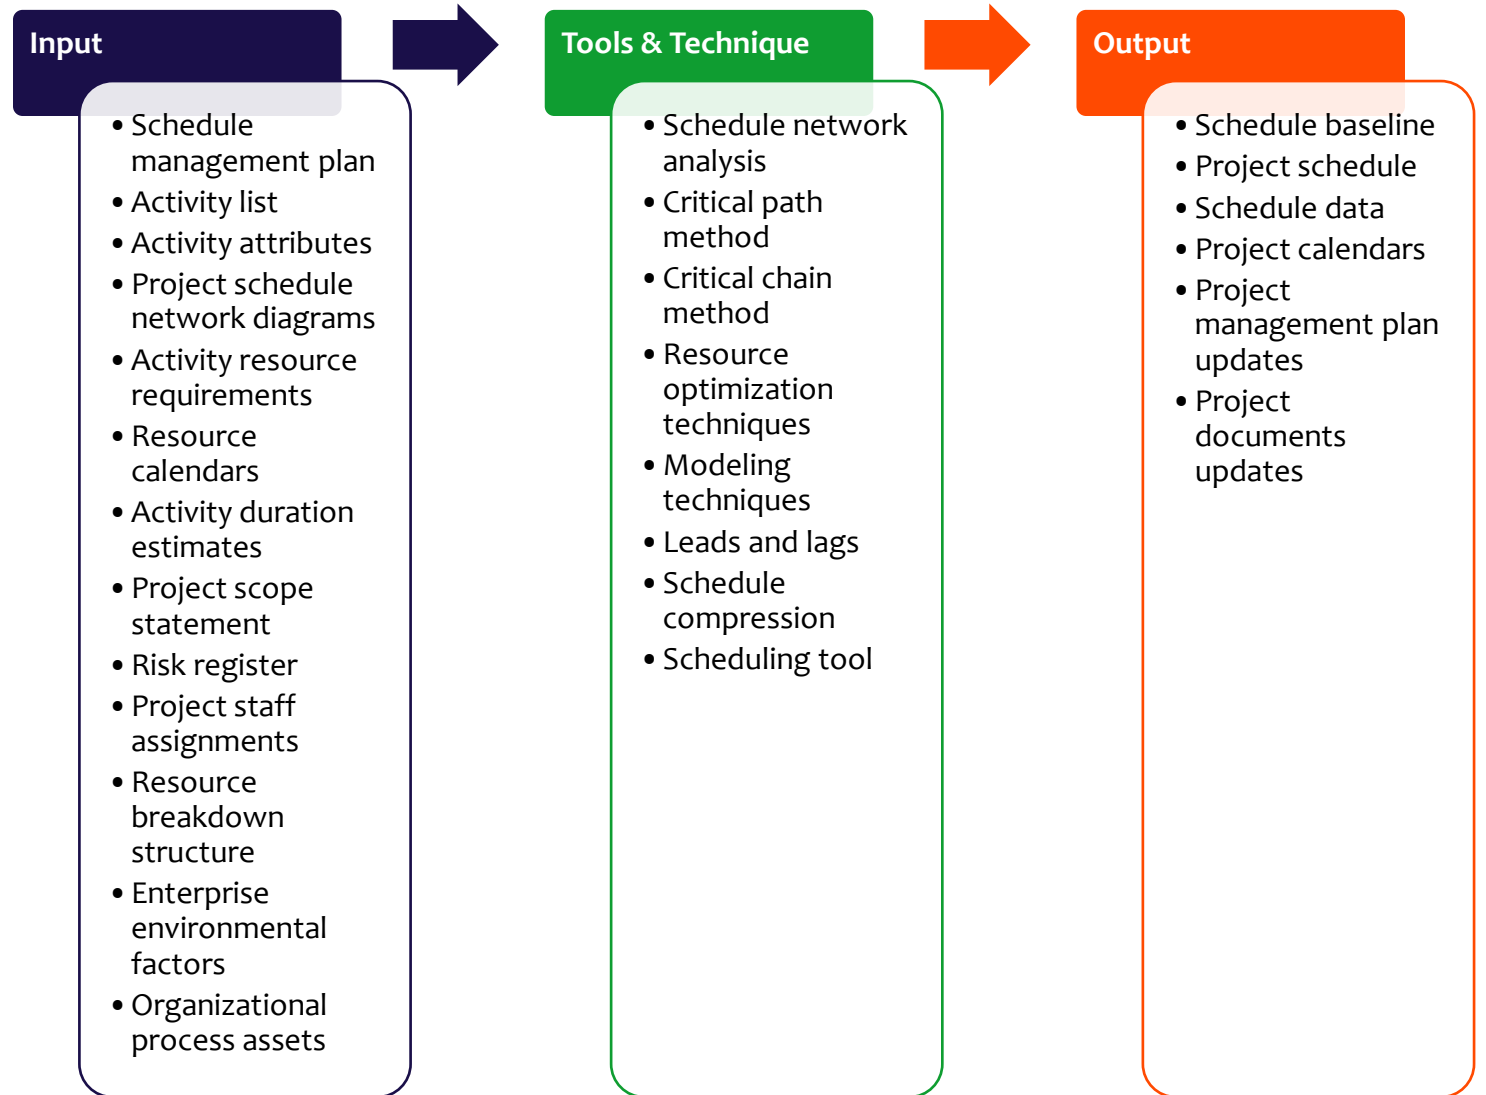 Input
• Schedule
management plan
• Activity list
• Activity attributes
• Project schedule
network diagrams
• Activity resource
requirements
• Resource
calendars
• Activity duration
estimates
• Project scope
statement
• Risk register
• Project staff
assignments
• Resource
breakdown
structure
• Enterprise
environmental
factors
• Organizational
process assets
Tools & Technique
• Schedule network
analysis
• Critical path
method
• Critical chain
method
• Resource
optimization
techniques
• Modeling
techniques
• Leads and lags
• Schedule
compression
• Scheduling tool
Output
• Schedule baseline
• Project schedule
• Schedule data
• Project calendars
• Project
management plan
updates
• Project
documents
updates